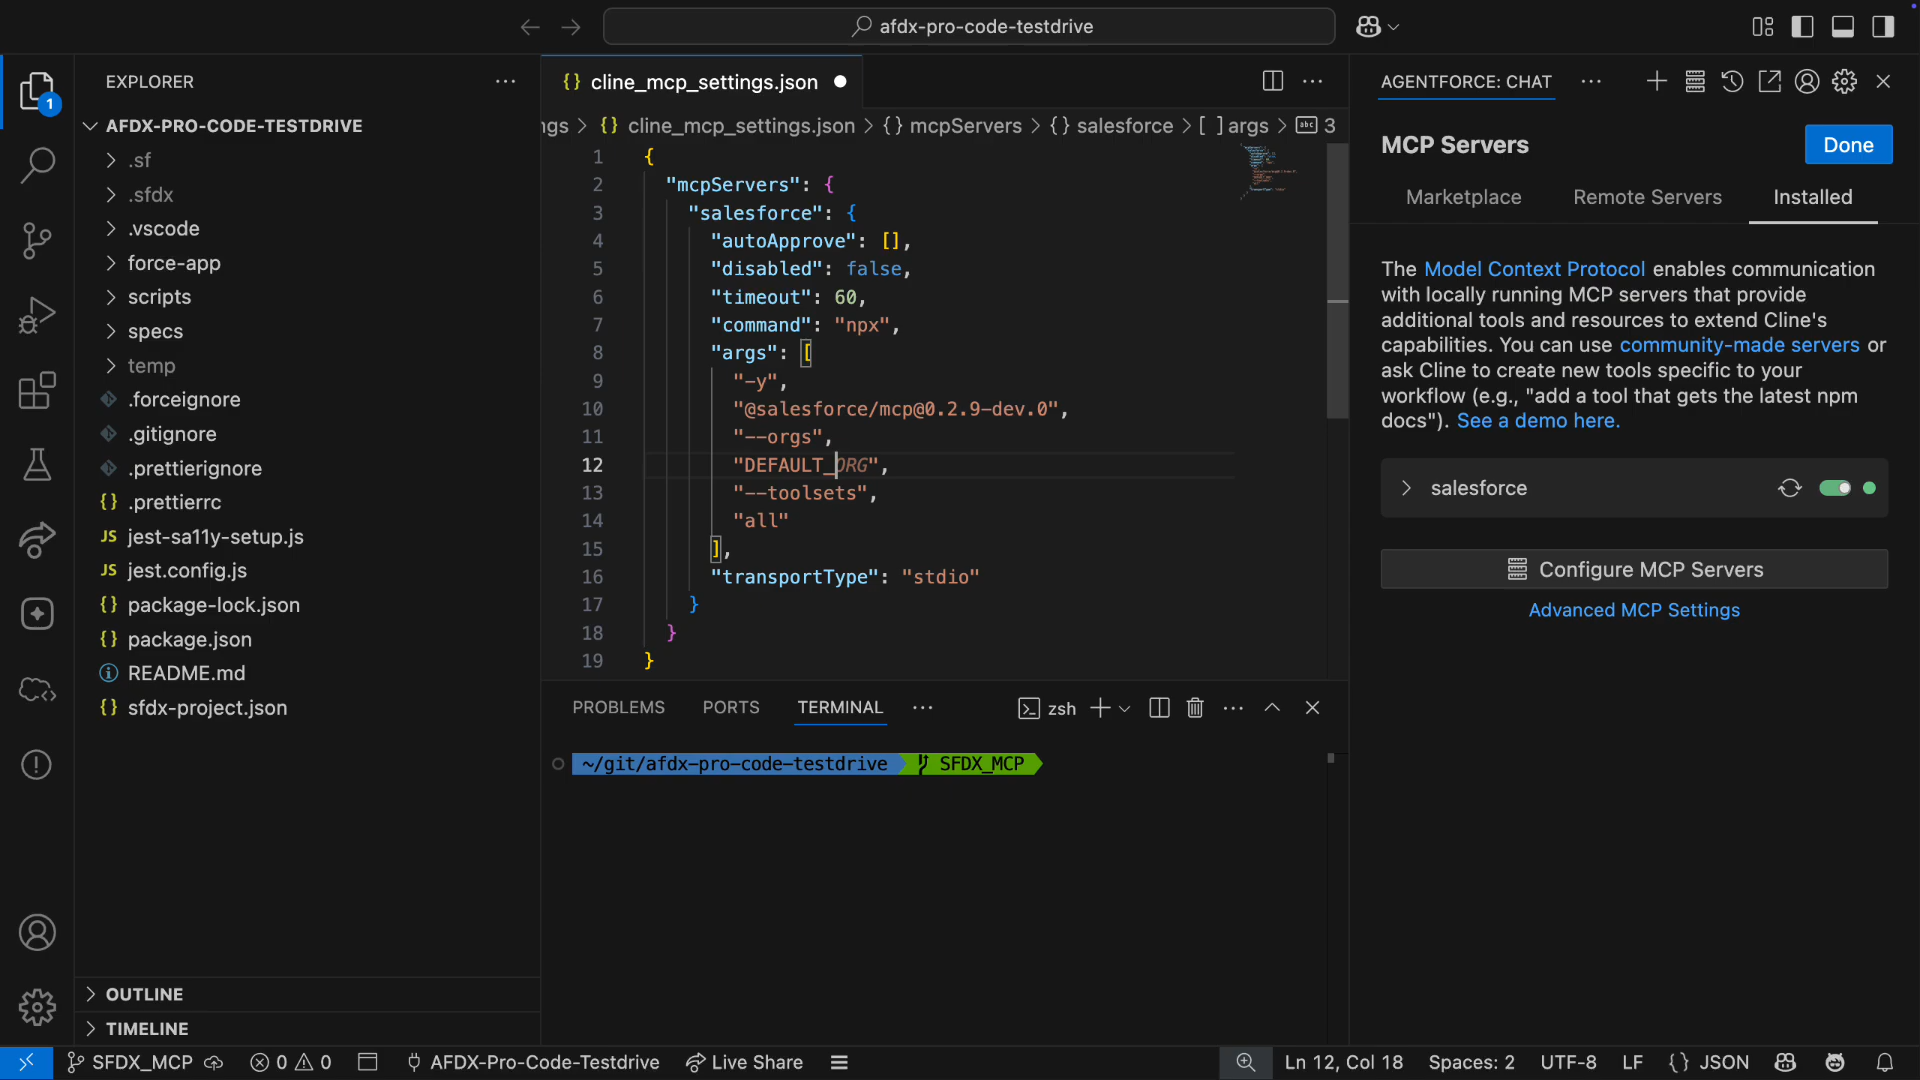 afdx-pro-code-testdrive
EXPLORER
1
AFDX-PRO-CODE-TESTDRIVE
.sf
.sfdx
.vscode
force-app
scripts
specs
temp
.forceignore
.gitignore
.prettierignore
{} .prettierrc
JS jest-sa11y-setup.js
JS jest.config.js
{} package-lock.json
{} package.json
README.md
{} sfdx-project.json
OUTLINE
TIMELINE
{} cline_mcp_settings.json
ngs > {} cline_mcp_settings.json > {} mcpServers > {} salesforce > [ ] args > abc 3
1 {
2 "mcpServers": {
3 "salesforce": {
4 "autoApprove": [],
5 "disabled": false,
6 "timeout": 60,
7 "command": "npx",
8 "args": [
9 "-y",
10 "@salesforce/mcp@0.2.9-dev.0",
11 "--orgs",
12 "DEFAULT_ORG",
13 "--toolsets",
14 "all"
15 ],
16 "transportType": "stdio"
17 }
18 }
19 }
PROBLEMS PORTS TERMINAL ··· zsh
~/git/afdx-pro-code-testdrive SFDX_MCP
AGENTFORCE: CHAT
MCP Servers Done
Marketplace Remote Servers Installed
The Model Context Protocol enables communication
with locally running MCP servers that provide
additional tools and resources to extend Cline's
capabilities. You can use community-made servers or
ask Cline to create new tools specific to your
workflow (e.g., "add a tool that gets the latest npm
docs"). See a demo here.
salesforce
Configure MCP Servers
Advanced MCP Settings
SFDX_MCP 0 0 AFDX-Pro-Code-Testdrive Live Share Ln 12, Col 18 Spaces: 2 UTF-8 LF {} JSON